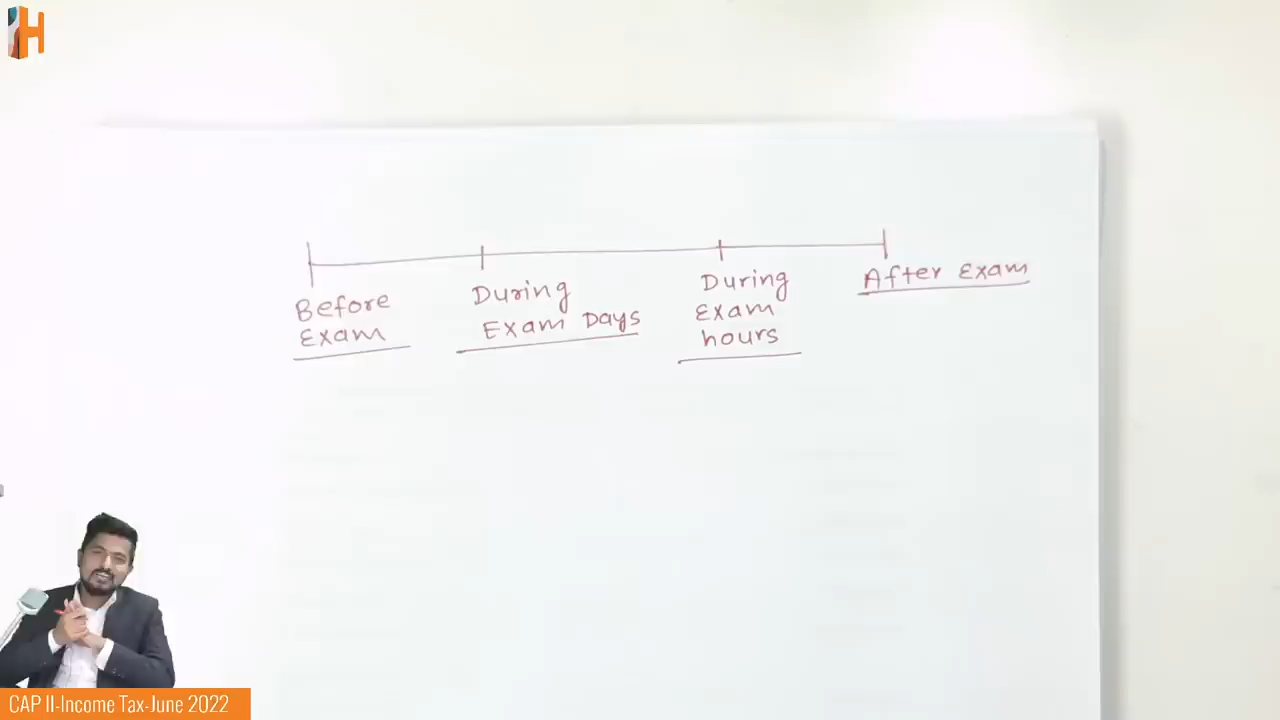 H
Before
Exam
During
Exam Days
During
Exam
hours
After Exam
CAP II-Income Tax-June 2022